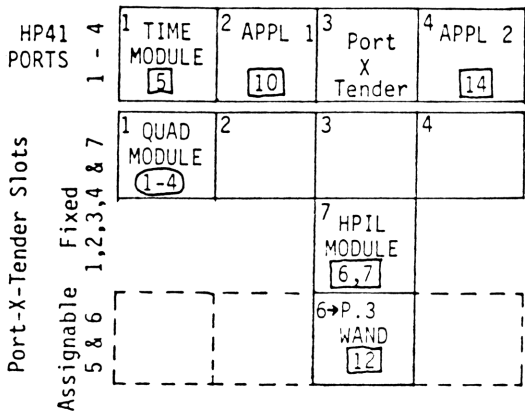 HP41
PORTS
1 - 4
1 TIME
MODULE
5
2 APPL 1
10
3
Port
X
Tender
4 APPL 2
14
Port-X-Tender Slots
Fixed
1,2,3,4 & 7
1 QUAD
MODULE
1-4
2
3
4
7 HPIL
MODULE
6,7
Assignable
5 & 6
6→P.3
WAND
12